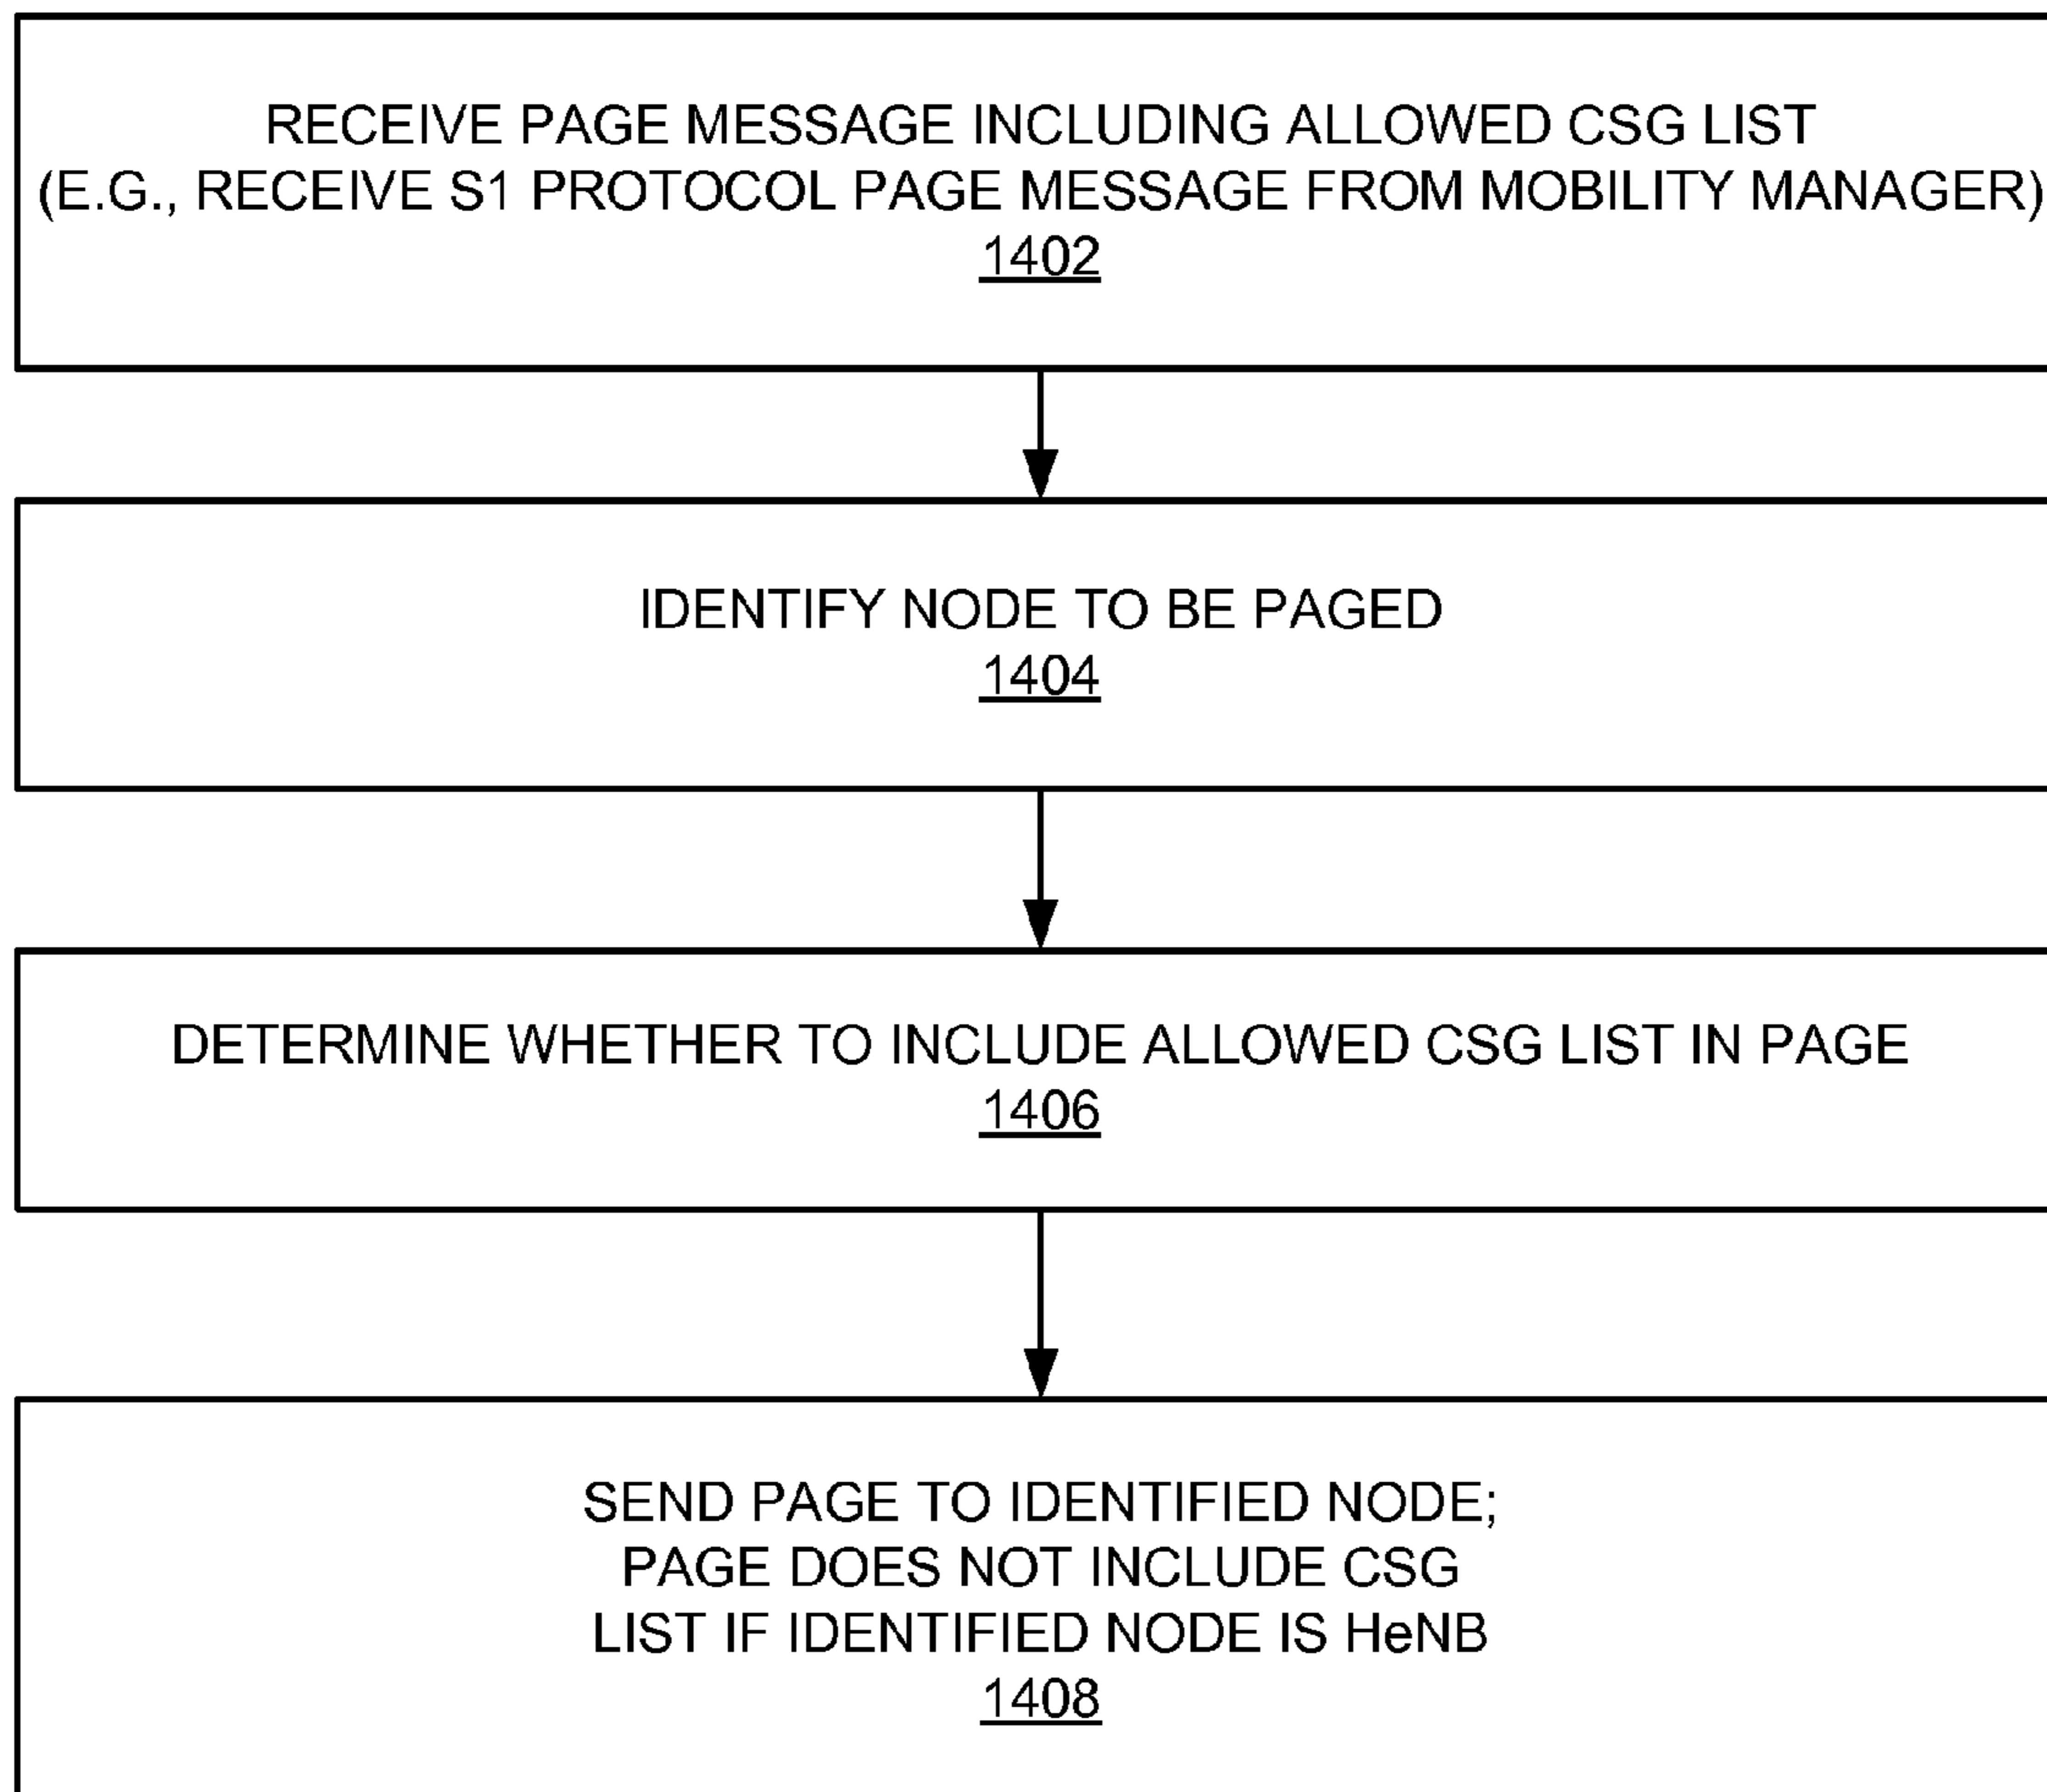 RECEIVE PAGE MESSAGE INCLUDING ALLOWED CSG LIST
(E.G., RECEIVE S1 PROTOCOL PAGE MESSAGE FROM MOBILITY MANAGER)
1402
IDENTIFY NODE TO BE PAGED
1404
DETERMINE WHETHER TO INCLUDE ALLOWED CSG LIST IN PAGE
1406
SEND PAGE TO IDENTIFIED NODE;
PAGE DOES NOT INCLUDE CSG
LIST IF IDENTIFIED NODE IS HeNB
1408